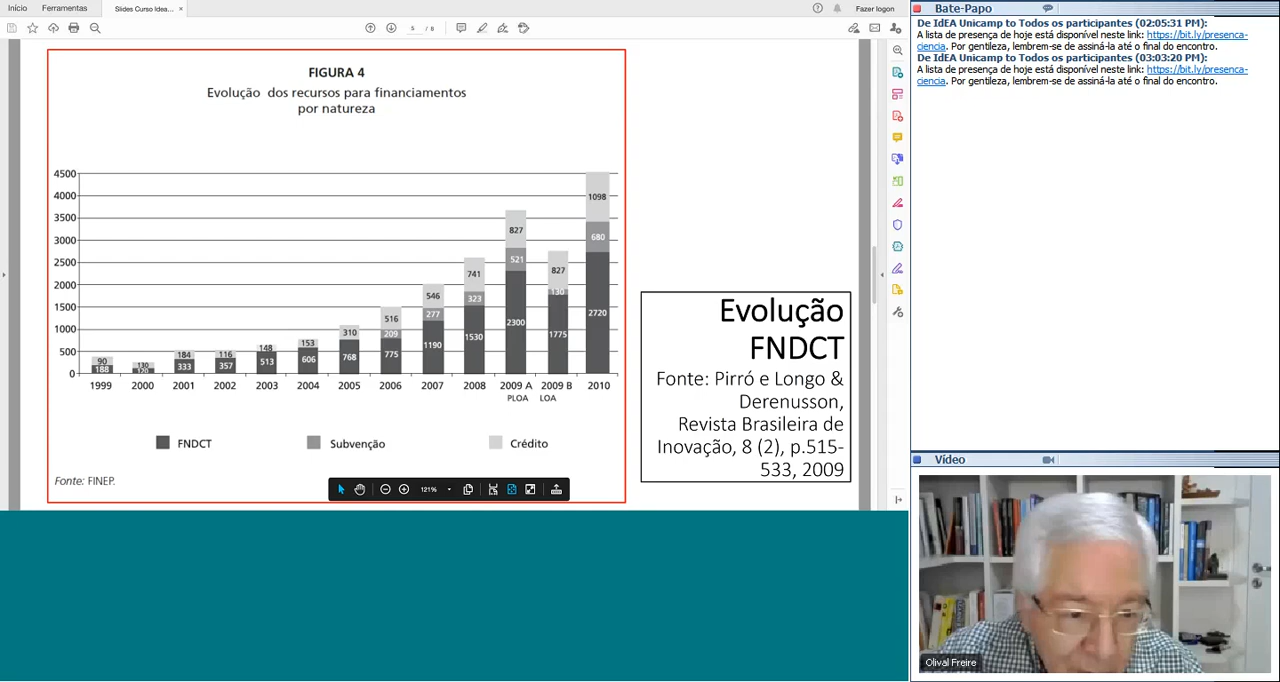 Início Ferramentas Slides Curso Idea... × Fazer logon
5 / 8
FIGURA 4
Evolução dos recursos para financiamentos
por natureza
4500
4000
3500
3000
2500
2000
1500
1000
500
0
90 188
130 120
184 333
116 357
148 513
153 606
310 768
516 209 775
546 277 1190
741 323 1530
827 521 2300
827 130 1775
1098 680 2720
1999 2000 2001 2002 2003 2004 2005 2006 2007 2008 2009 A 2009 B 2010
PLOA LOA
FNDCT Subvenção Crédito
Fonte: FINEP.
121%
Evolução
FNDCT
Fonte: Pirró e Longo &
Derenusson,
Revista Brasileira de
Inovação, 8 (2), p.515-
533, 2009
Bate-Papo
De IdEA Unicamp to Todos os participantes (02:05:31 PM):
A lista de presença de hoje está disponível neste link: https://bit.ly/presenca-
ciencia. Por gentileza, lembrem-se de assiná-la até o final do encontro.
De IdEA Unicamp to Todos os participantes (03:03:20 PM):
A lista de presença de hoje está disponível neste link: https://bit.ly/presenca-
ciencia. Por gentileza, lembrem-se de assiná-la até o final do encontro.
Vídeo
Olival Freire